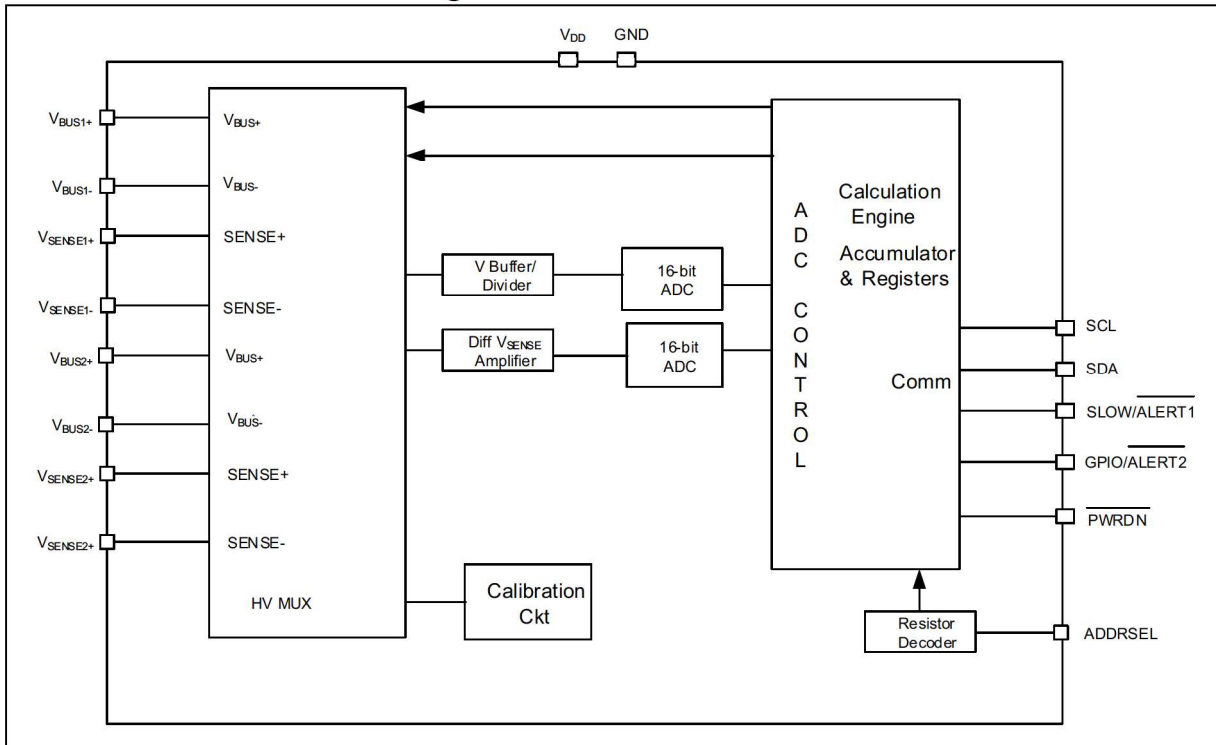 VDD GND
VBUS1+
VBUS1-
VSENSE1+
VSENSE1-
VBUS2+
VBUS2-
VSENSE2+
VSENSE2+
VBUS+
VBUS-
SENSE+
SENSE-
VBUS+
VBUS-
SENSE+
SENSE-
HV MUX
V Buffer/
Divider
16-bit
ADC
Diff VSENSE
Amplifier
16-bit
ADC
Calibration
Ckt
ADC CONTROL
Calculation
Engine
Accumulator
& Registers
Comm
Resistor
Decoder
SCL
SDA
SLOW/ALERT1
GPIO/ALERT2
PWRDN
ADDRSEL